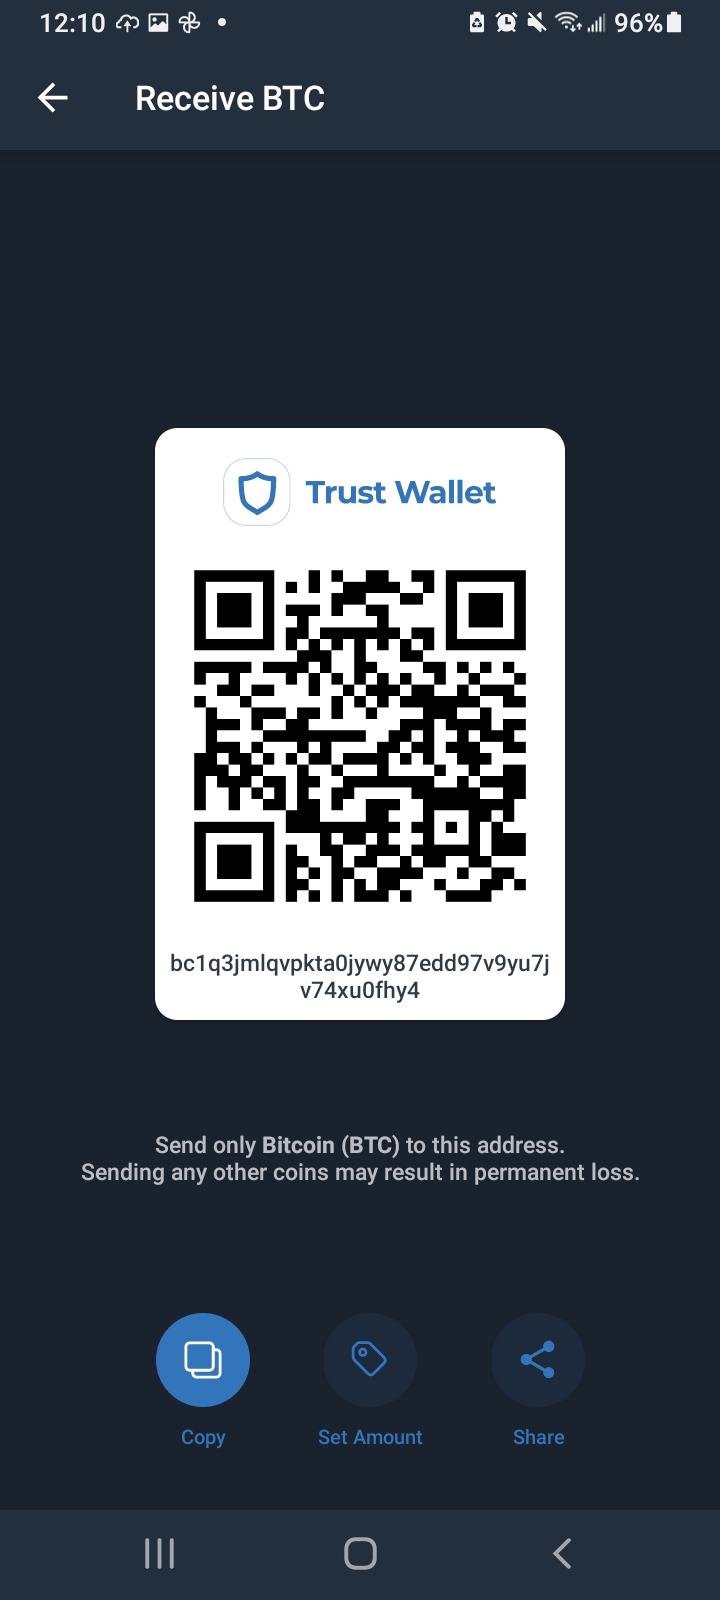 12:10
96%
Receive BTC
Trust Wallet
bc1q3jmlqvpkta0jywy87edd97v9yu7j
v74xu0fhy4
Send only Bitcoin (BTC) to this address.
Sending any other coins may result in permanent loss.
Copy
Set Amount
Share